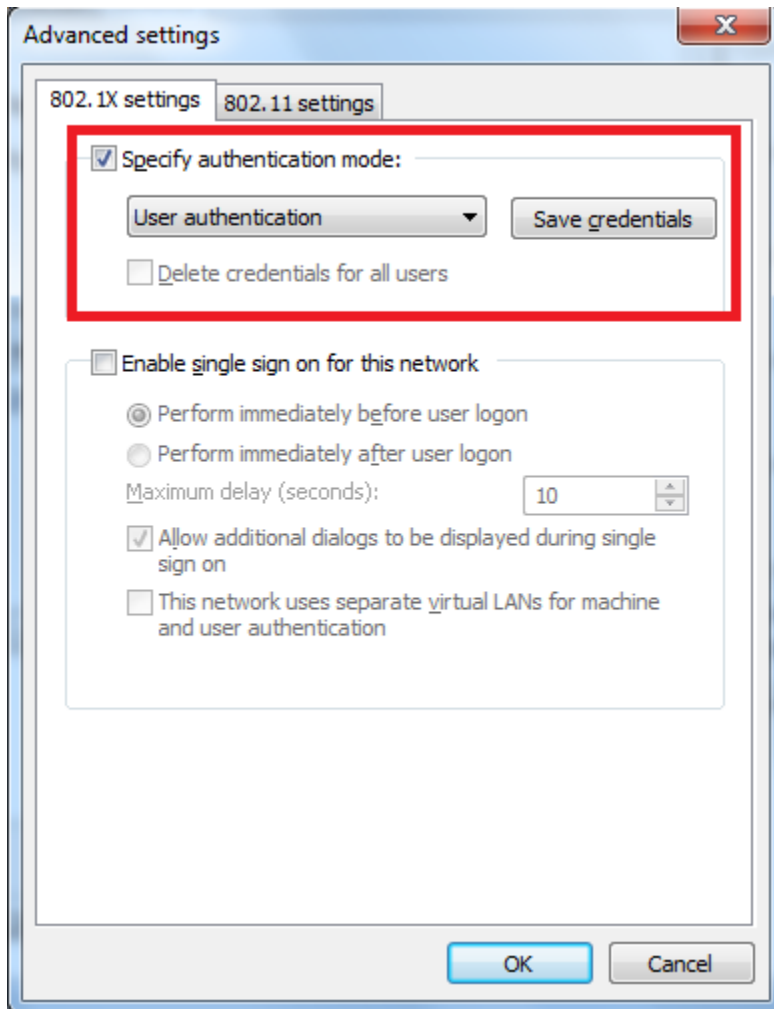 Advanced settings
802.1X settings
802.11 settings
Specify authentication mode:
User authentication
Save credentials
Delete credentials for all users
Enable single sign on for this network
Perform immediately before user logon
Perform immediately after user logon
Maximum delay (seconds):
10
Allow additional dialogs to be displayed during single
sign on
This network uses separate virtual LANs for machine
and user authentication
OK
Cancel